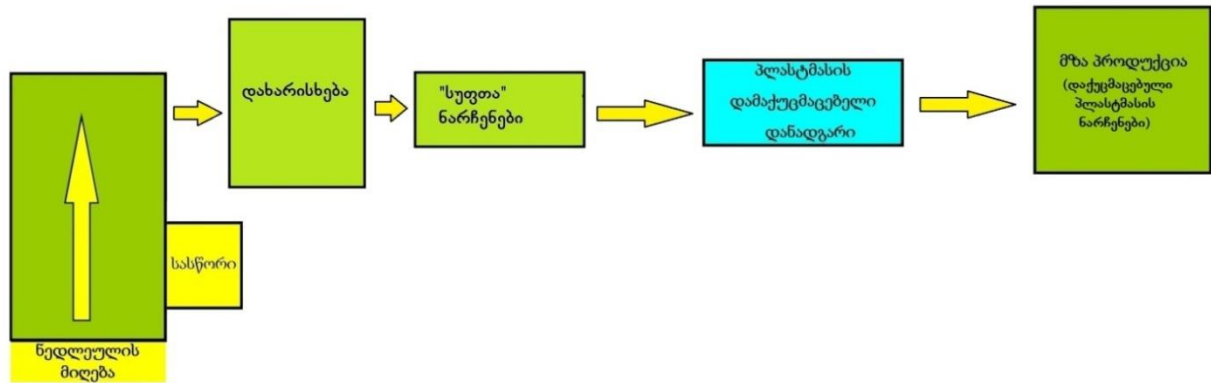 ნედლეულის
მიღება
სასწორი
დახარისხება
"სუფთა"
ნარჩენები
პლასტმასის
დამაქუცმაცებელი
დანადგარი
მზა პროდუქცია
(დაქუცმაცებული
პლასტმასის
ნარჩენები)